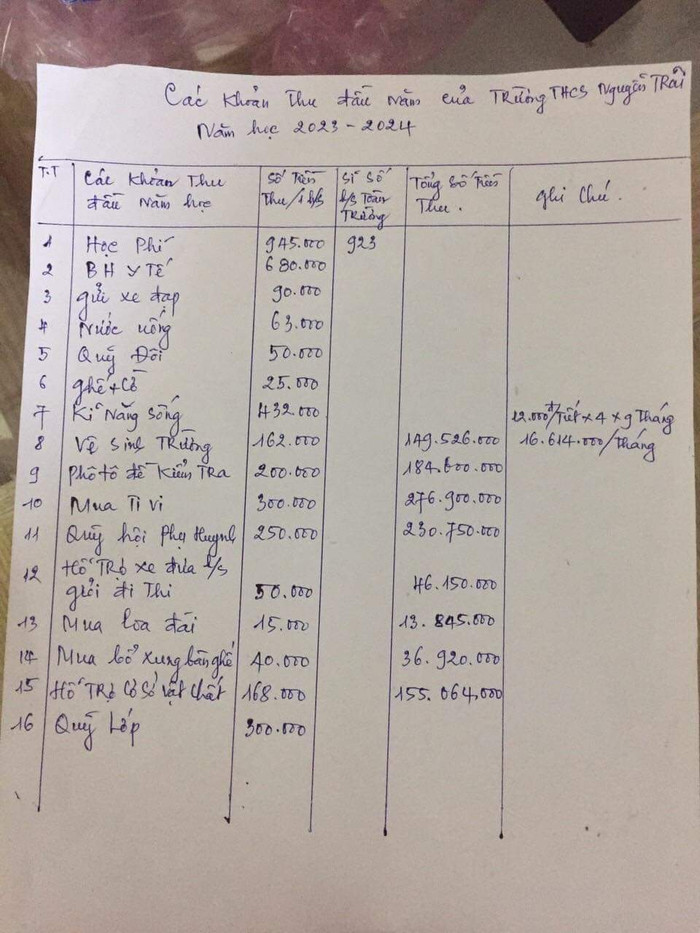 Các khoản thu đầu năm của Trường THCS Nguyễn Trãi
Năm học 2023 - 2024
T.T Các khoản Thu đầu năm học Số tiền Thu/1 h/s Sĩ số h/s Toàn Trường Tổng số tiền Thu. ghi chú.
1 Học phí 945.000 923
2 BH y tế 680.000
3 gửi xe đạp 90.000
4 Nước uống 63.000
5 Quỹ Đội 50.000
6 ghế + Cờ 25.000
7 Kĩ năng sống 432.000 12.000đ/tiết x 4 x 9 tháng
8 Vệ sinh Trường 162.000 149.526.000 16.614.000/tháng
9 phô tô đề kiểm Tra 200.000 184.600.000
10 Mua Ti vi 300.000 276.900.000
11 Quỹ hội phụ Huynh 250.000 230.750.000
12 Hỗ Trợ xe đưa h/s giỏi đi Thi 50.000 46.150.000
13 Mua loa đài 15.000 13.845.000
14 Mua bổ xung bàn ghế 40.000 36.920.000
15 Hỗ Trợ cơ sở vật chất 168.000 155.064.000
16 Quỹ Lớp 300.000